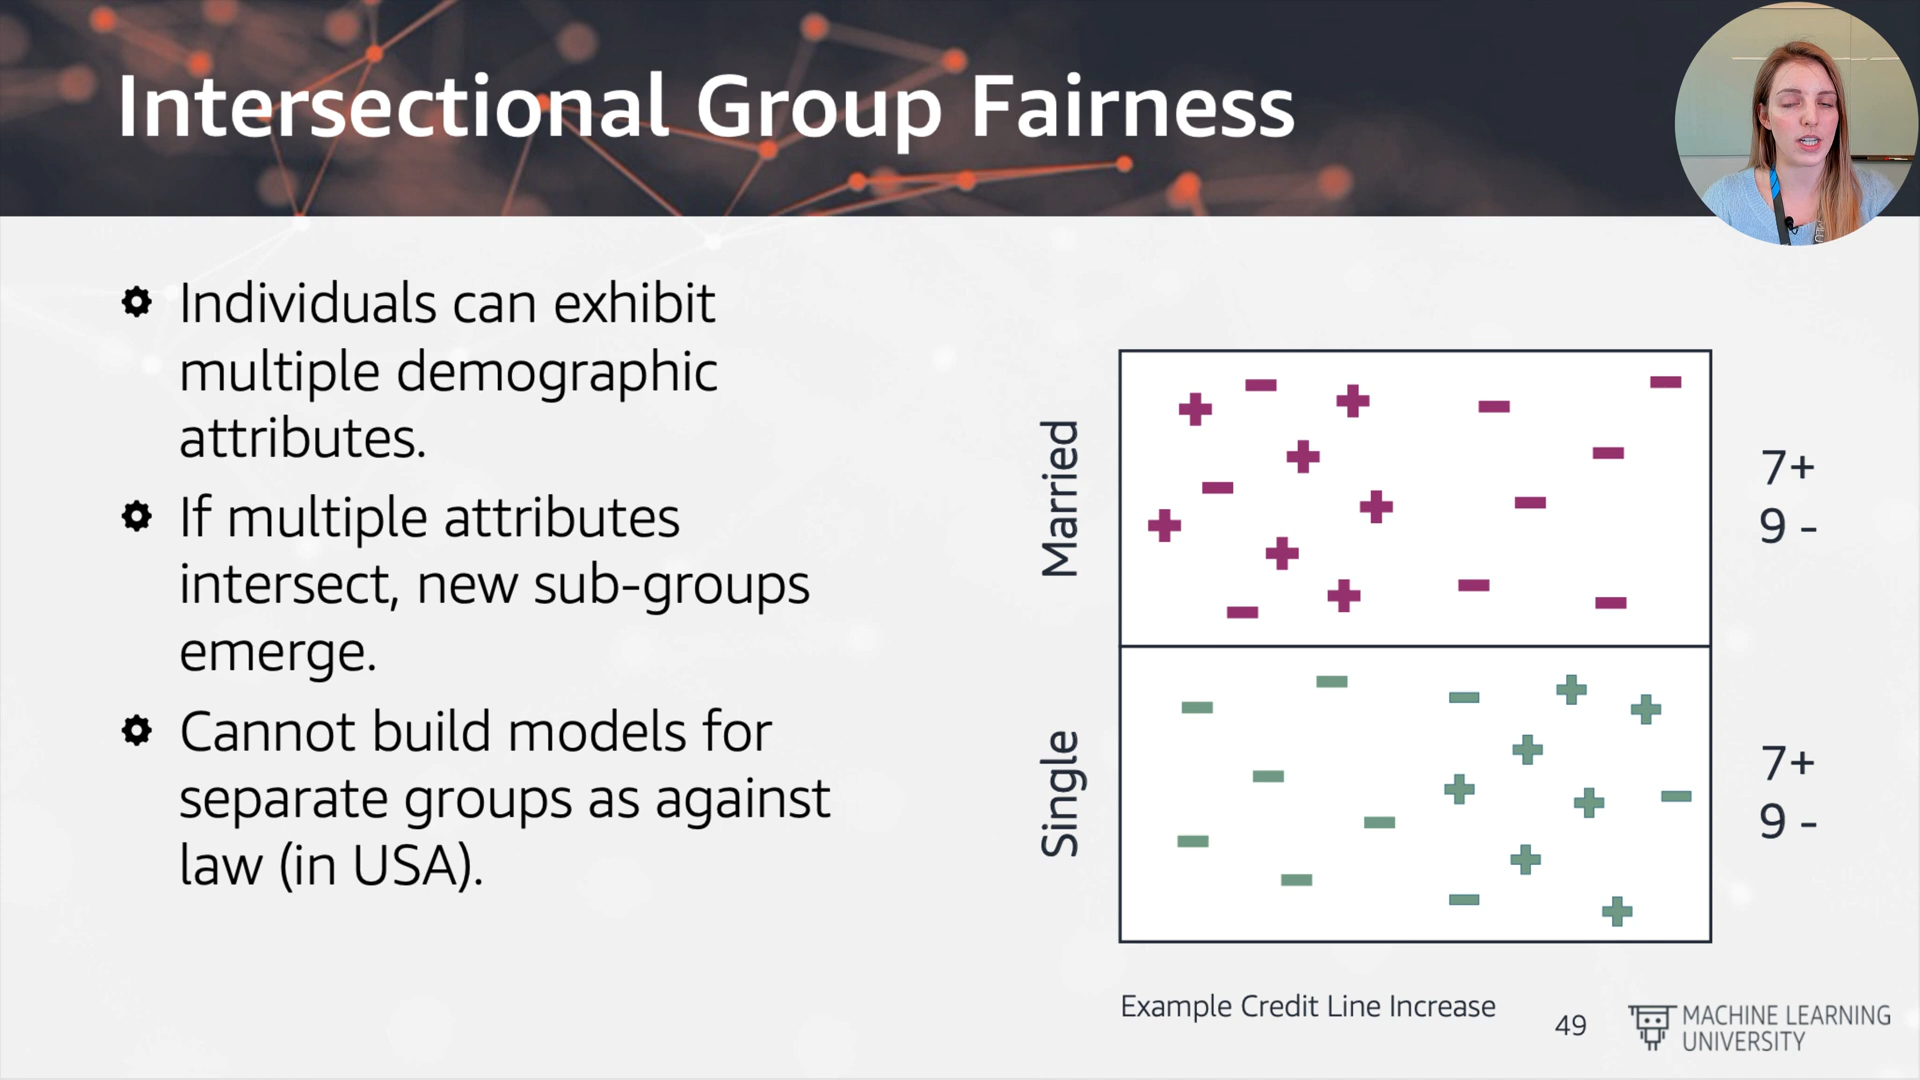 Intersectional Group Fairness
Individuals can exhibit
multiple demographic
attributes.
If multiple attributes
intersect, new sub-groups
emerge.
Cannot build models for
separate groups as against
law (in USA).
Married
7+
9 -
Single
7+
9 -
Example Credit Line Increase
49
MACHINE LEARNING
UNIVERSITY